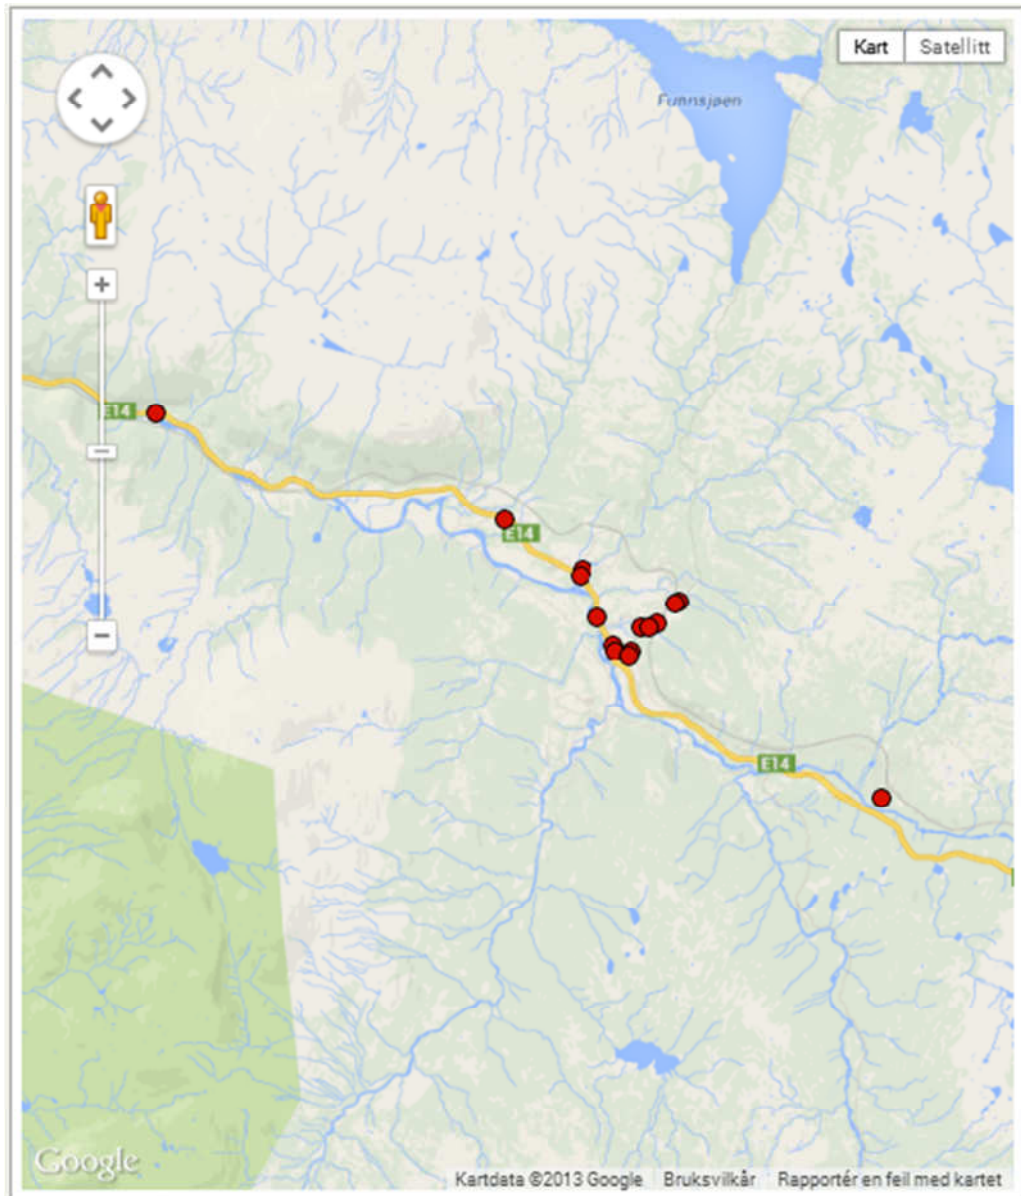 Kart Satellitt
Funnsjøen
E14
E14
E14
Google
Kartdata ©2013 Google Bruksvilkår Rapportér en feil med kartet